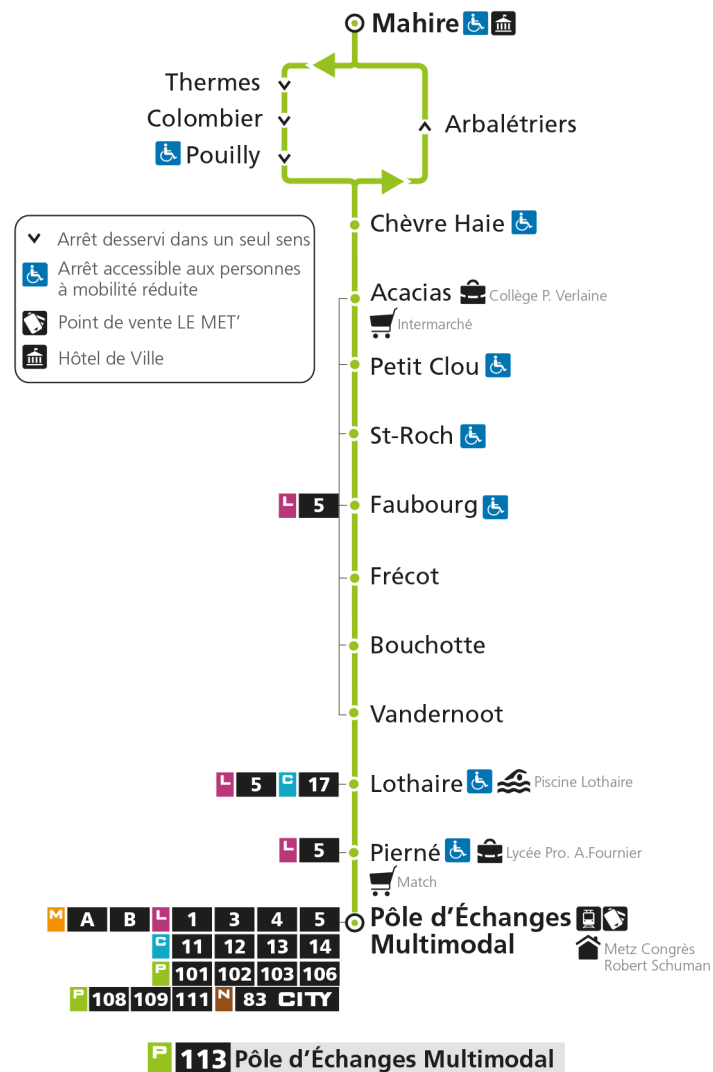 Mahire
Thermes
Colombier
Pouilly
Arbalétriers
Chèvre Haie
Arrêt desservi dans un seul sens
Arrêt accessible aux personnes
à mobilité réduite
Point de vente LE MET’
Hôtel de Ville
Acacias Collège P. Verlaine
Intermarché
Petit Clou
St-Roch
L 5 Faubourg
Frécot
Bouchotte
Vandernoot
L 5 C 17 Lothaire Piscine Lothaire
L 5 Pierné Lycée Pro. A.Fournier
Match
M A B L 1 3 4 5 Pôle d’Échanges
C 11 12 13 14 Multimodal
Metz Congrès
Robert Schuman
P 101 102 103 106
P 108 109 111 N 83 CITY
P 113 Pôle d’Échanges Multimodal